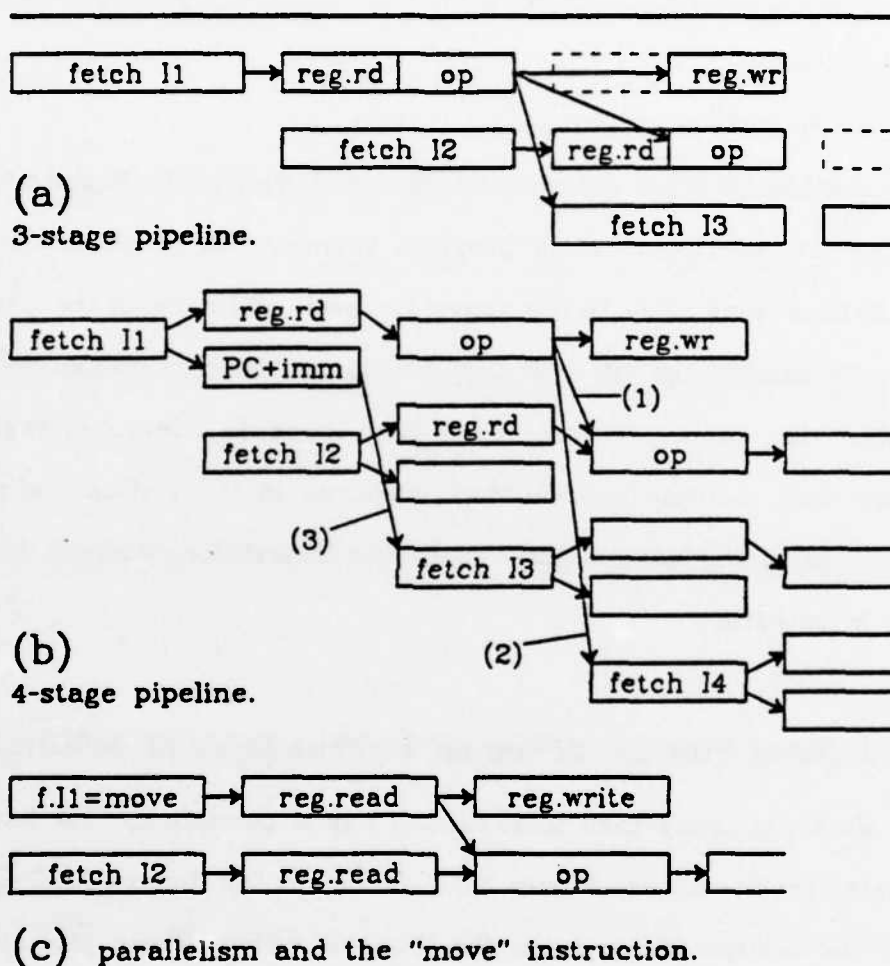 fetch I1 reg.rd op reg.wr
fetch I2 reg.rd op
(a) fetch I3
3-stage pipeline.
reg.rd
fetch I1 op reg.wr
PC+imm
(1)
reg.rd
fetch I2 op
(3)
fetch I3
(2)
(b) fetch I4
4-stage pipeline.
f.I1=move reg.read reg.write
fetch I2 reg.read op
(c) parallelism and the "move" instruction.